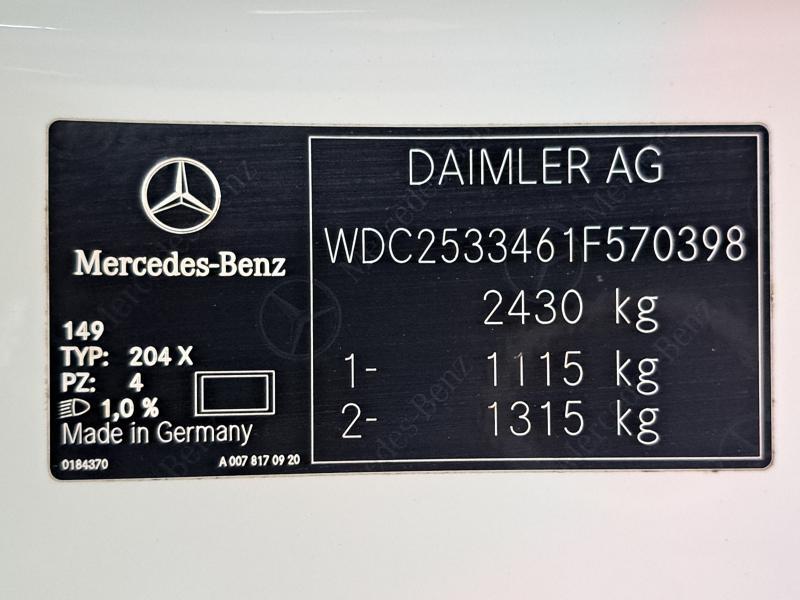 Mercedes-Benz
149
TYP: 204 X
PZ: 4
1,0 %
Made in Germany
0184370
A 007 817 09 20
DAIMLER AG
WDC2533461F570398
2430 kg
1- 1115 kg
2- 1315 kg